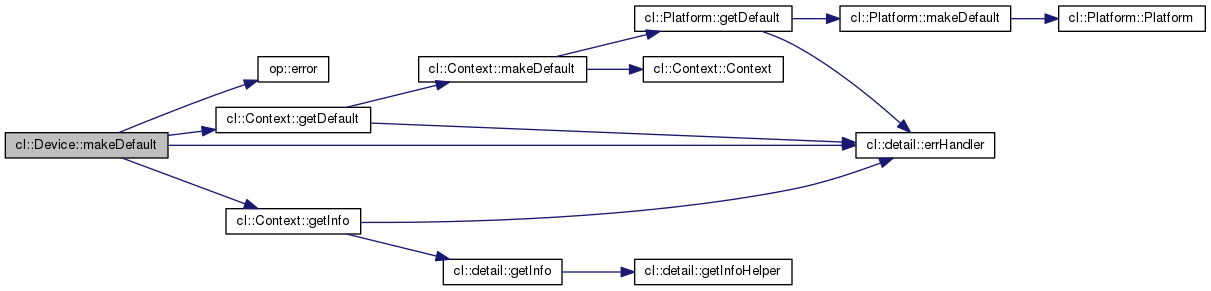 cl::Platform::getDefault
cl::Platform::makeDefault
cl::Platform::Platform
op::error
cl::Context::makeDefault
cl::Context::Context
cl::Context::getDefault
cl::Device::makeDefault
cl::detail::errHandler
cl::Context::getInfo
cl::detail::getInfo
cl::detail::getInfoHelper